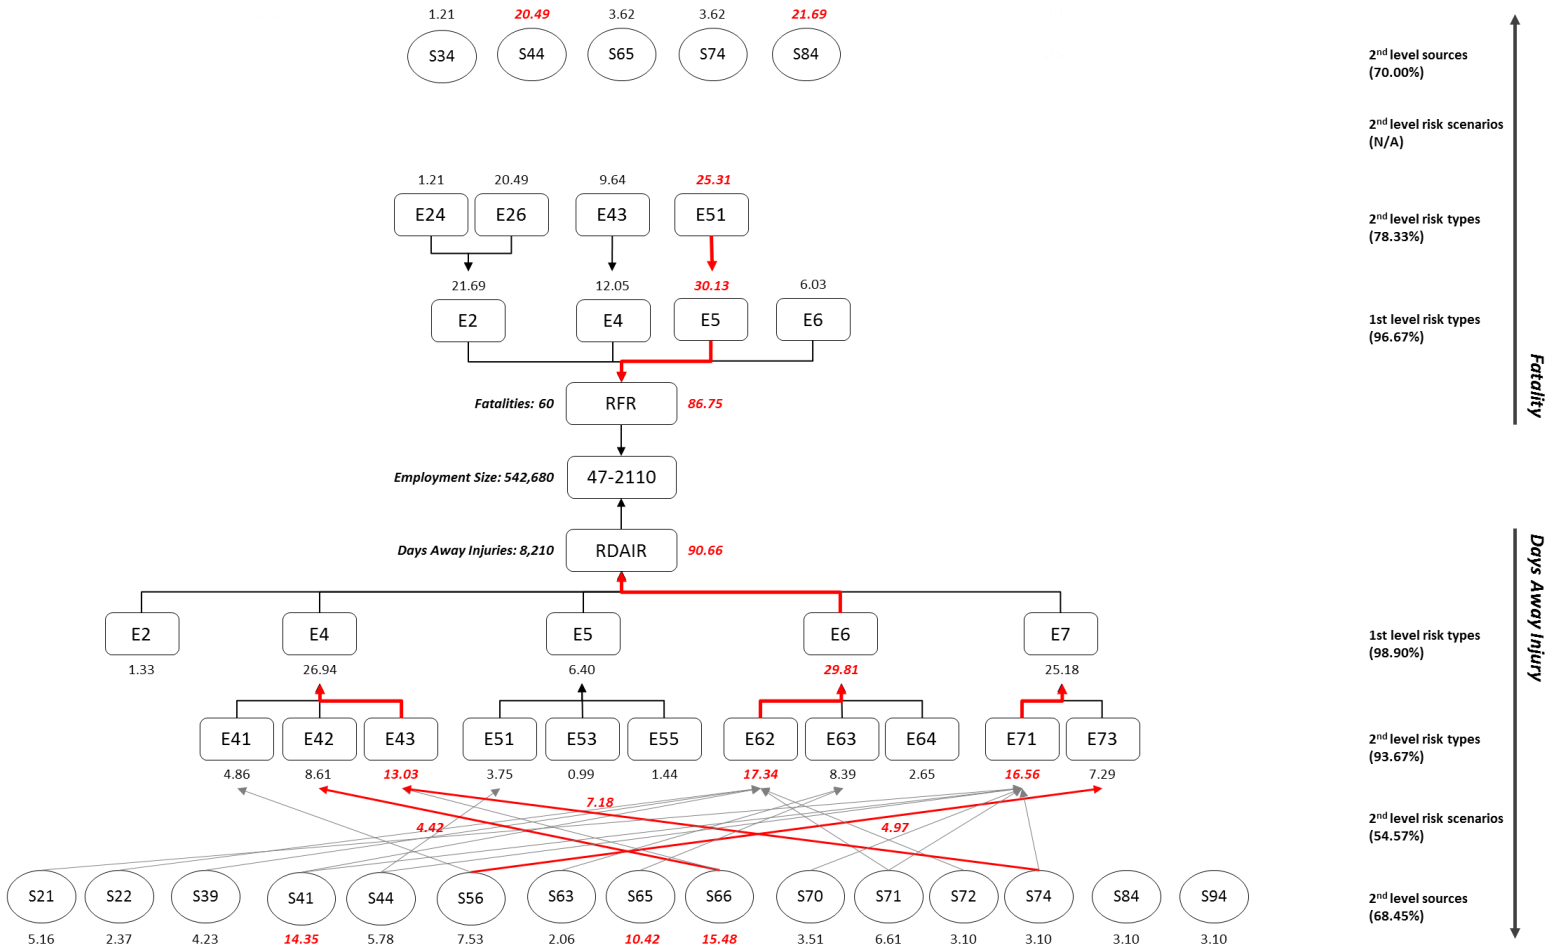 1.21 20.49 3.62 3.62 21.69
S34 S44 S65 S74 S84
2nd level sources
(70.00%)
2nd level risk scenarios
(N/A)
1.21 20.49 9.64 25.31
E24 E26 E43 E51
2nd level risk types
(78.33%)
21.69 12.05 30.13 6.03
E2 E4 E5 E6
1st level risk types
(96.67%)
Fatality
Fatalities: 60 RFR 86.75
Employment Size: 542,680 47-2110
Days Away Injuries: 8,210 RDAIR 90.66
Days Away Injury
E2 E4 E5 E6 E7
1st level risk types
(98.90%)
1.33 26.94 6.40 29.81 25.18
E41 E42 E43 E51 E53 E55 E62 E63 E64 E71 E73
2nd level risk types
(93.67%)
4.86 8.61 13.03 3.75 0.99 1.44 17.34 8.39 2.65 16.56 7.29
7.18
4.42 4.97
2nd level risk scenarios
(54.57%)
S21 S22 S39 S41 S44 S56 S63 S65 S66 S70 S71 S72 S74 S84 S94
2nd level sources
(68.45%)
5.16 2.37 4.23 14.35 5.78 7.53 2.06 10.42 15.48 3.51 6.61 3.10 3.10 3.10 3.10